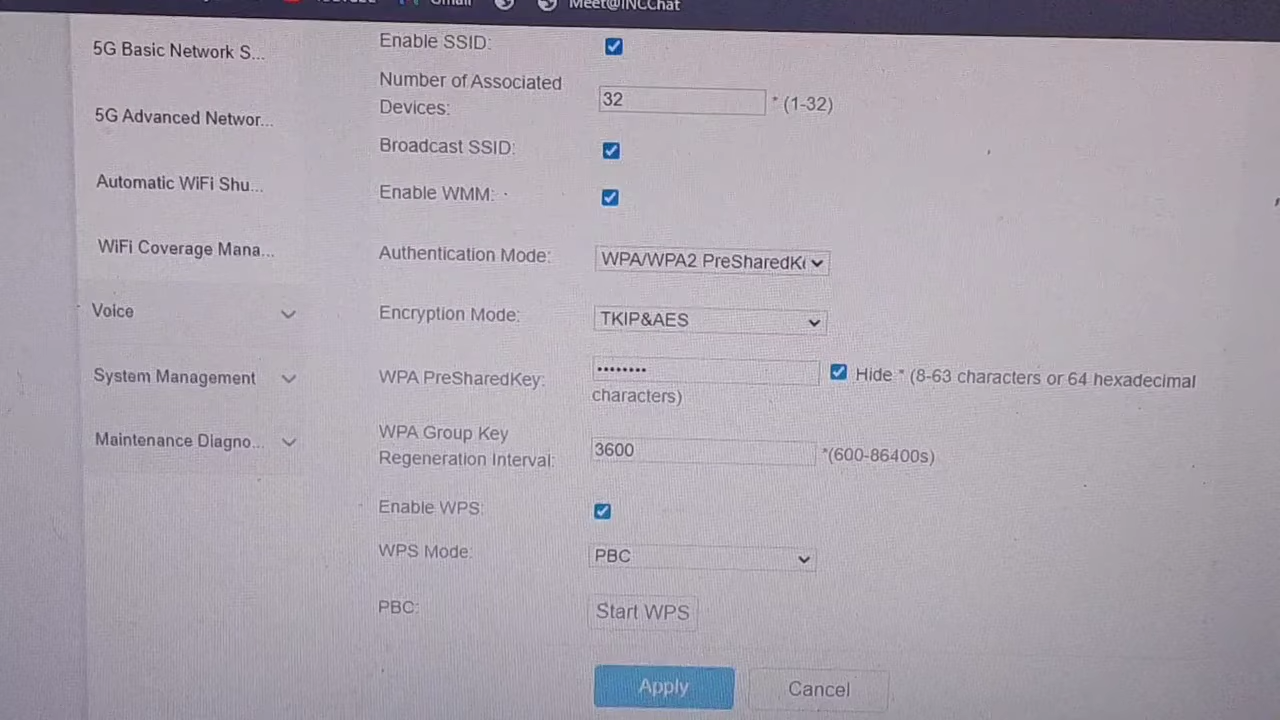 Gmail
Meet@INCChat
5G Basic Network S...
5G Advanced Networ...
Automatic WiFi Shu...
WiFi Coverage Mana...
Voice
System Management
Maintenance Diagno...
Enable SSID:
Number of Associated
Devices:
32
* (1-32)
Broadcast SSID:
Enable WMM:
Authentication Mode:
WPA/WPA2 PreSharedKe
Encryption Mode:
TKIP&AES
WPA PreSharedKey:
••••••••
Hide * (8-63 characters or 64 hexadecimal
characters)
WPA Group Key
Regeneration Interval:
3600
*(600-86400s)
Enable WPS:
WPS Mode:
PBC
PBC:
Start WPS
Apply
Cancel